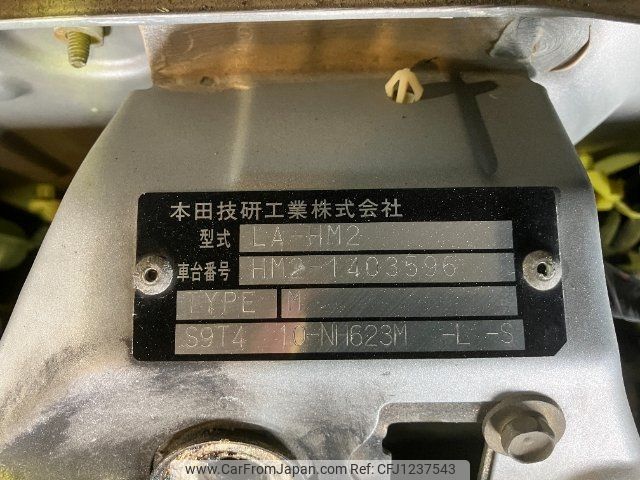 本田技研工業株式会社
型式 LA-HM2
車台番号 HM2-1403596
TYPE M
S9T4 10-NH623M -L -S
www.CarFromJapan.com CFJ1237543